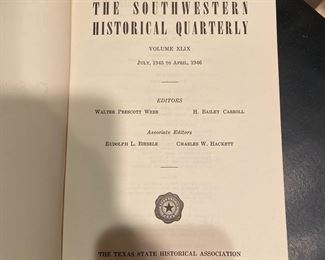 THE SOUTHWESTERN
HISTORICAL QUARTERLY
VOLUME XLIX
JULY, 1945 TO APRIL, 1946
EDITORS
WALTER PRESCOTT WEBB H. BAILEY CARROLL
Associate Editors
RUDOLPH L. BIESELE CHARLES W. HACKETT
THE TEXAS STATE HISTORICAL ASSOCIATION